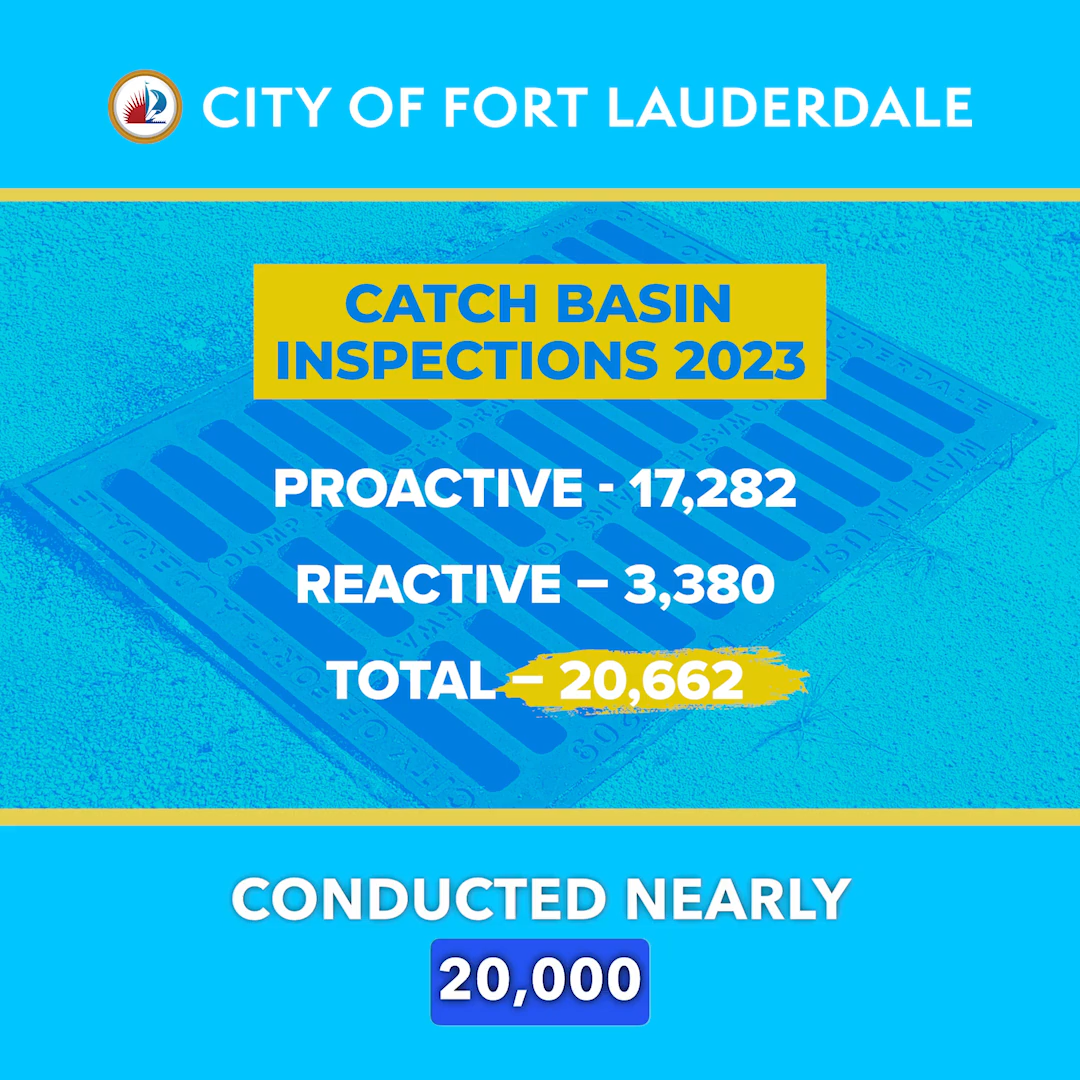 CITY OF FORT LAUDERDALE
CATCH BASIN
INSPECTIONS 2023
PROACTIVE - 17,282
REACTIVE – 3,380
TOTAL – 20,662
CONDUCTED NEARLY
20,000